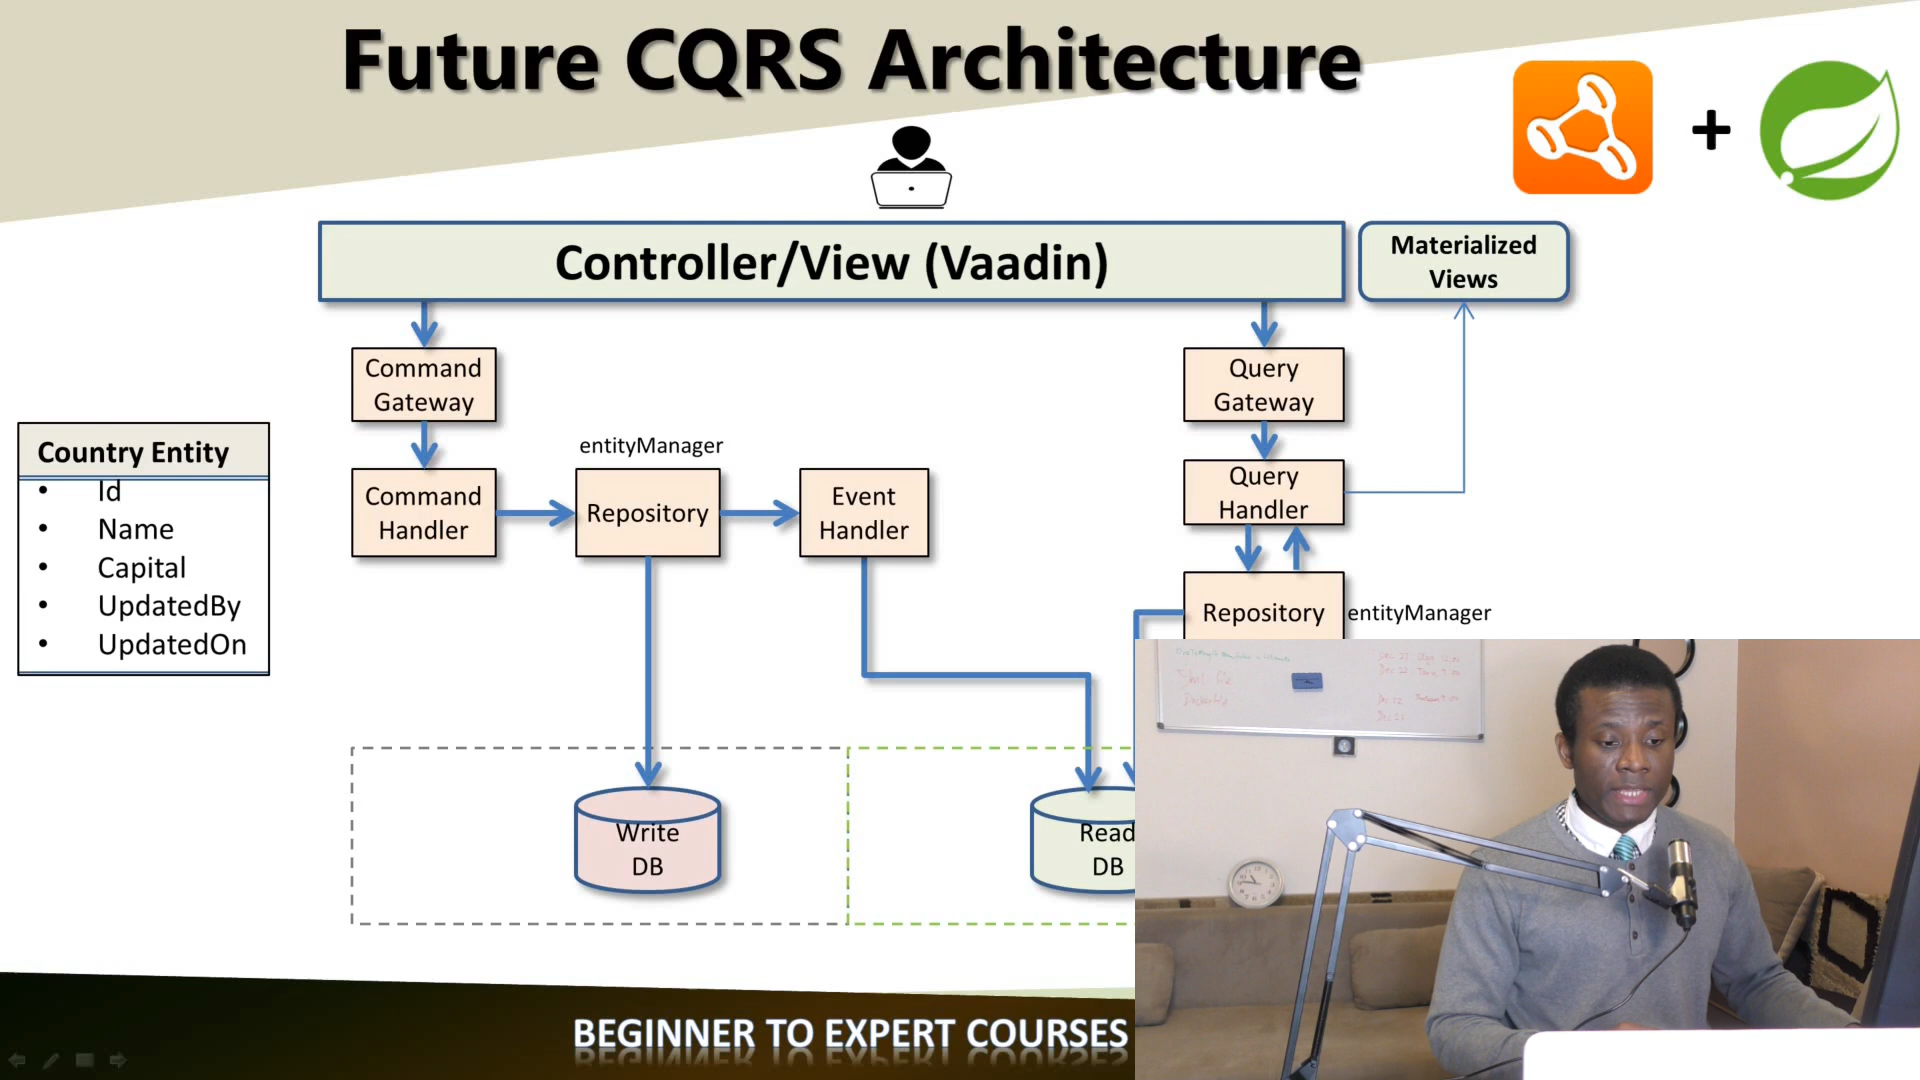 Future CQRS Architecture
+
Controller/View (Vaadin)
Materialized
Views
Command
Gateway
Query
Gateway
Country Entity
• Id
• Name
• Capital
• UpdatedBy
• UpdatedOn
entityManager
Command
Handler
Repository
Event
Handler
Query
Handler
Repository
entityManager
Write
DB
Read
DB
BEGINNER TO EXPERT COURSES